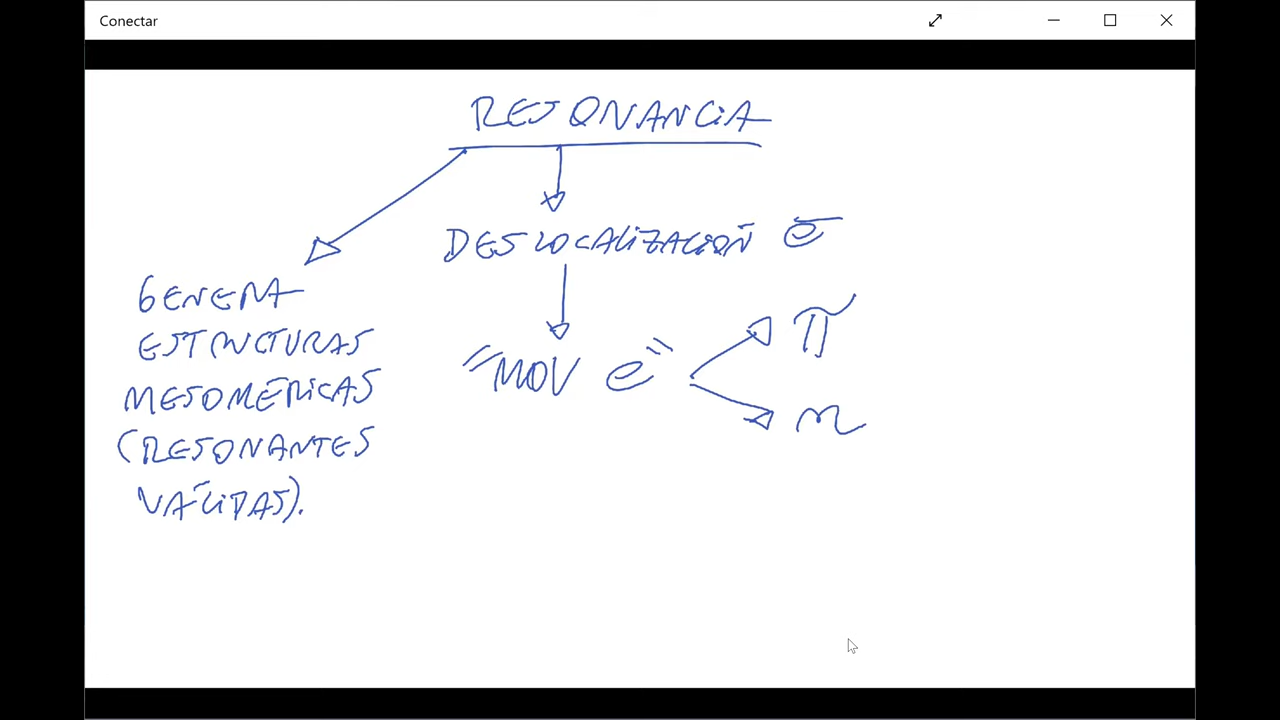 Conectar
RESONANCIA
DESLOCALIZACIÓN e-
GENERA
ESTRUCTURAS
MESOMÉRICAS
(RESONANTES
VÁLIDAS).
"MOV e"
π
n